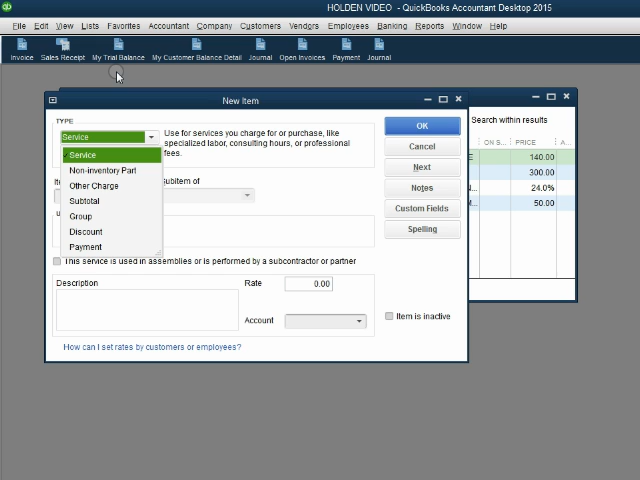 HOLDEN VIDEO - QuickBooks Accountant Desktop 2015
File Edit View Lists Favorites Accountant Company Customers Vendors Employees Banking Reports Window Help
Invoice Sales Receipt My Trial Balance My Customer Balance Detail Journal Open Invoices Payment Journal
New Item
TYPE
Service
Use for services you charge for or purchase, like
specialized labor, consulting hours, or professional
fees.
Service
Non-inventory Part
Other Charge
Subtotal
Group
Discount
Payment
ubitem of
This service is used in assemblies or is performed by a subcontractor or partner
Description
Rate 0.00
Account
How can I set rates by customers or employees?
OK
Cancel
Next
Notes
Custom Fields
Spelling
Item is inactive
Search within results
ON S... PRICE A...
E 140.00
300.00
N... 24.0%
M... 50.00